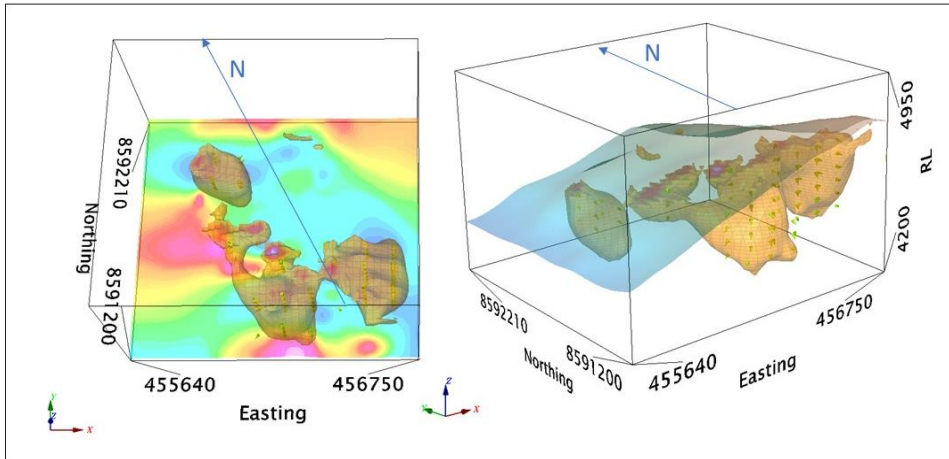 N
8592210
Northing
8591200
455640
456750
Easting
Y
Z
X
N
4950
RL
4200
8592210
456750
Northing
8591200
455640
Easting
Z
Y
X